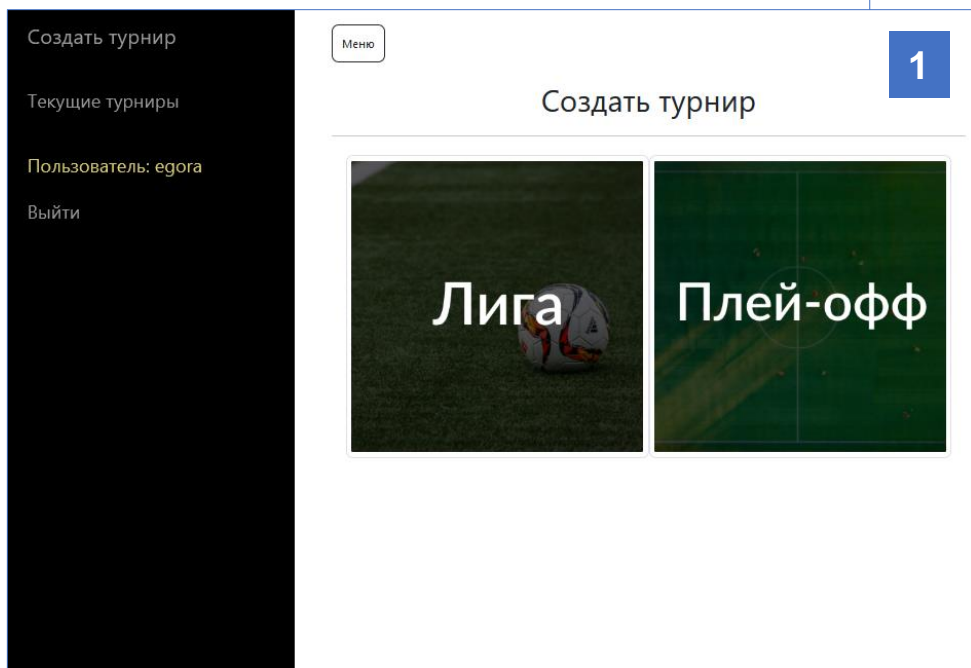 Создать турнир
Текущие турниры
Пользователь: egora
Выйти
Меню
1
Создать турнир
Лига
Плей-офф